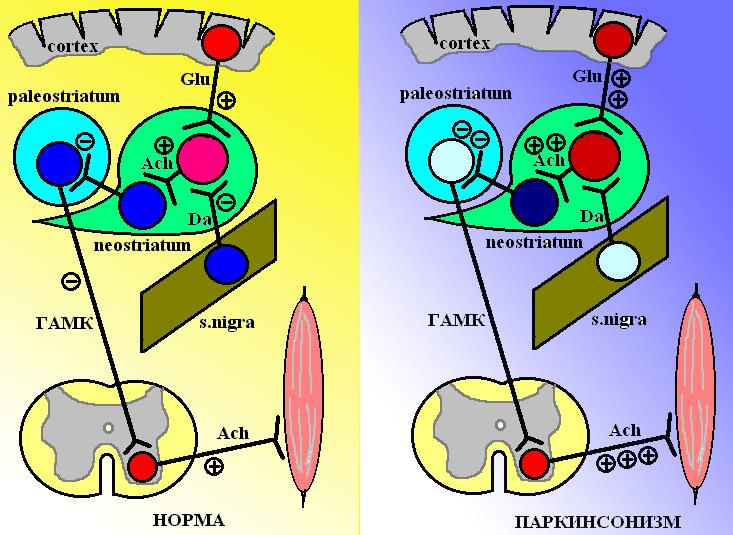 cortex
Glu
+
paleostriatum
−
+
Ach
Da
−
neostriatum
−
ГАМК
s.nigra
Ach
+
НОРМА
cortex
Glu
+
+
paleostriatum
− −
+ +
Ach
Da
neostriatum
ГАМК
s.nigra
Ach
+ + +
ПАРКИНСОНИЗМ